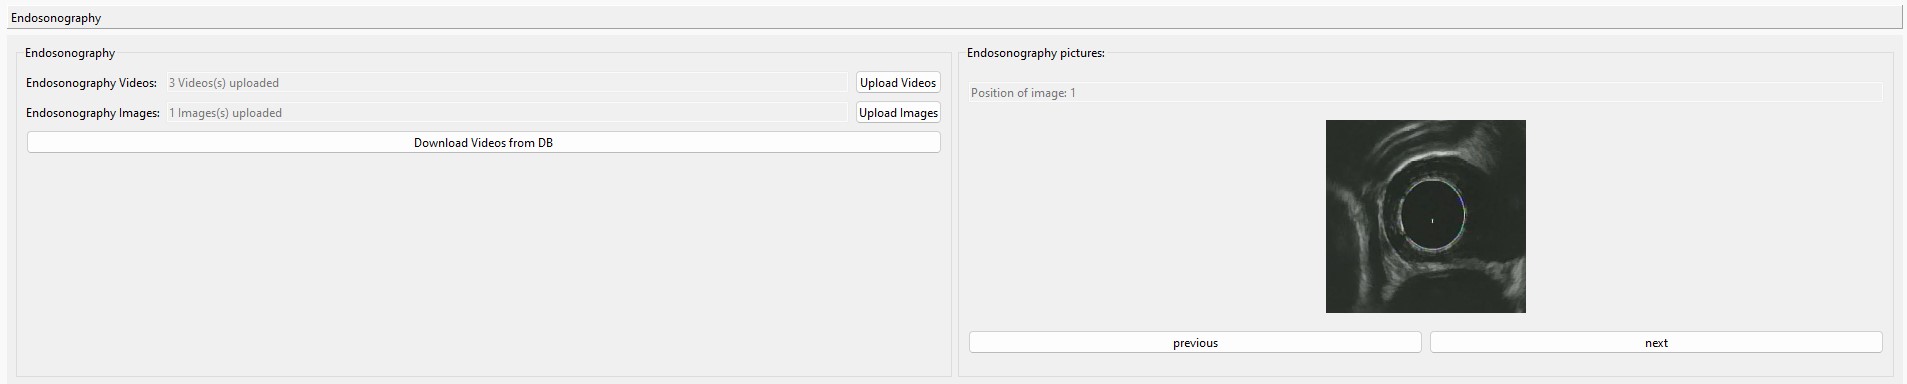 Endosonography
Endosonography
Endosonography Videos: 3 Videos(s) uploaded Upload Videos
Endosonography Images: 1 Images(s) uploaded Upload Images
Download Videos from DB
Endosonography pictures:
Position of image: 1
previous next